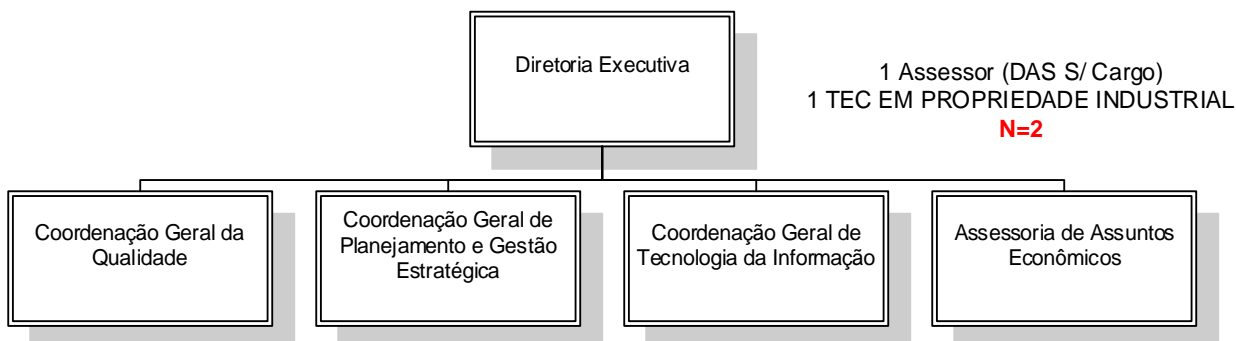 Diretoria Executiva
1 Assessor (DAS S/ Cargo)
1 TEC EM PROPRIEDADE INDUSTRIAL
N=2
Coordenação Geral da
Qualidade
Coordenação Geral de
Planejamento e Gestão
Estratégica
Coordenação Geral de
Tecnologia da Informação
Assessoria de Assuntos
Econômicos